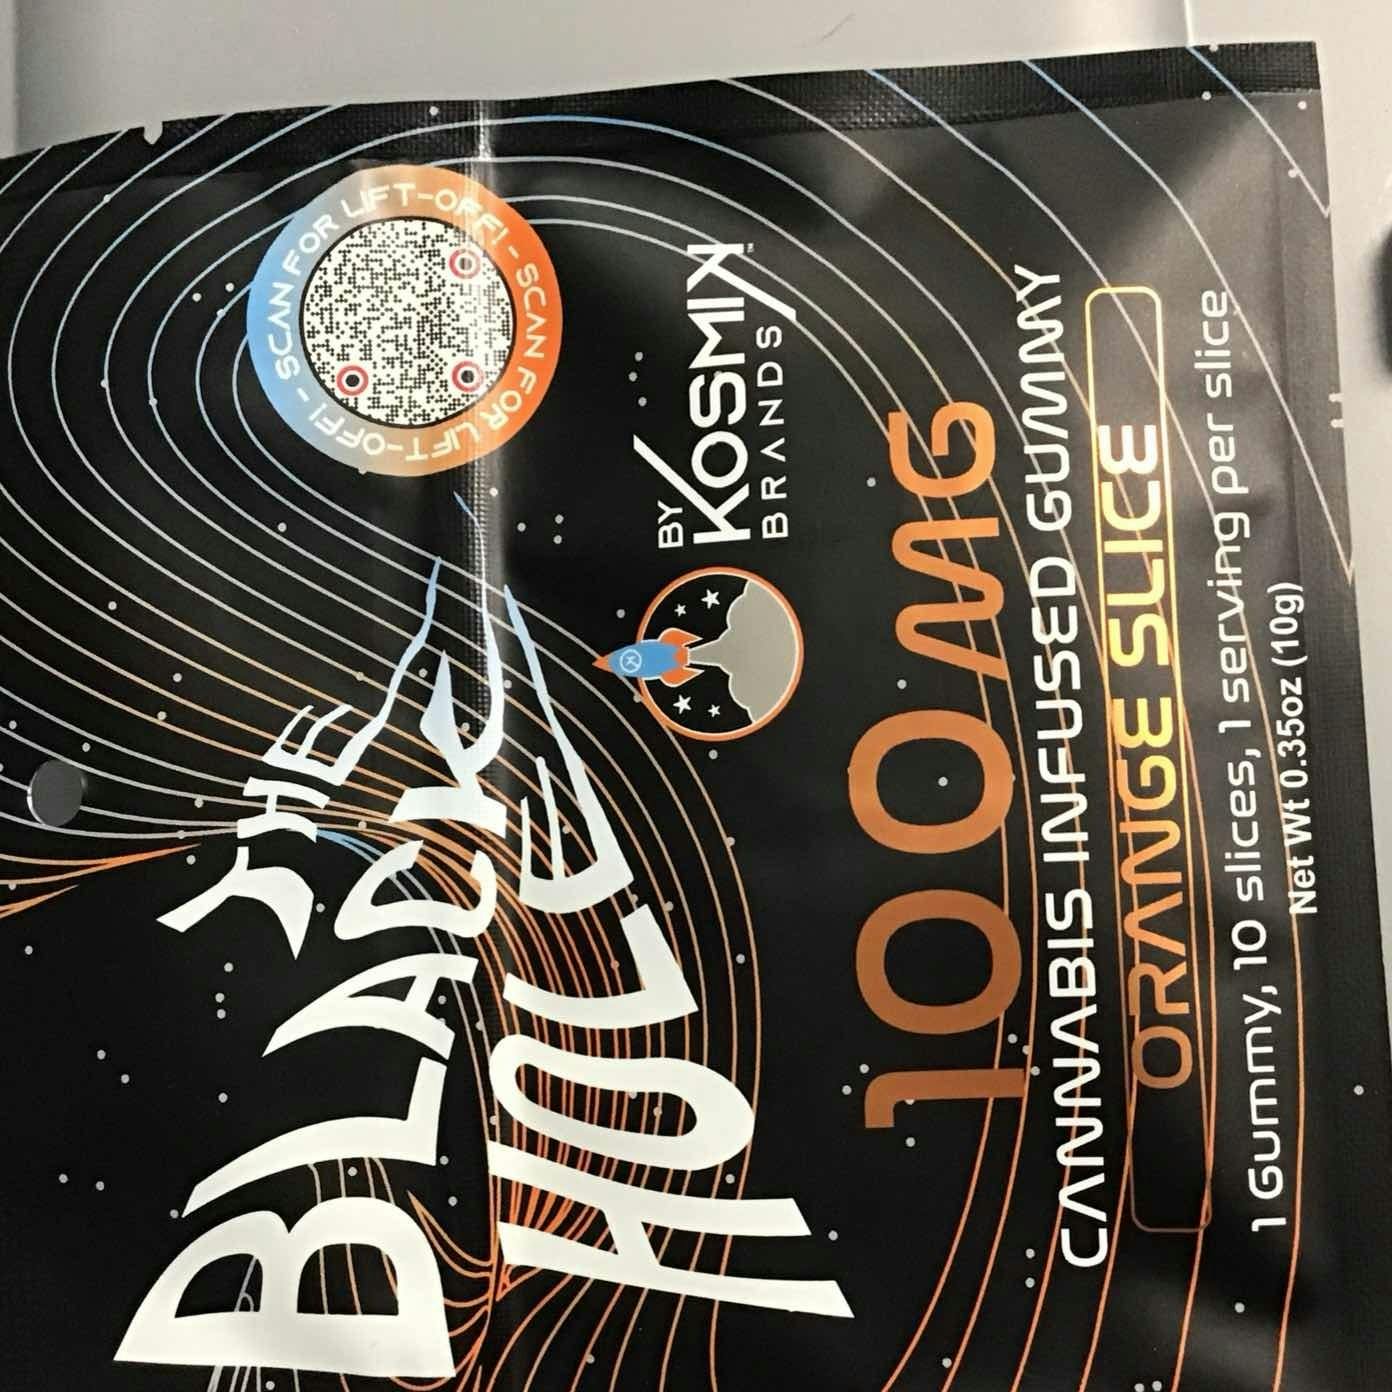 THE
BLACK
HOLE
SCAN FOR LIFT-OFF! - SCAN FOR LIFT-OFF! -
BY
KOSMIK™
BRANDS
100MG
CANNABIS INFUSED GUMMY
ORANGE SLICE
1 Gummy, 10 slices, 1 serving per slice
Net Wt 0.35oz (10g)